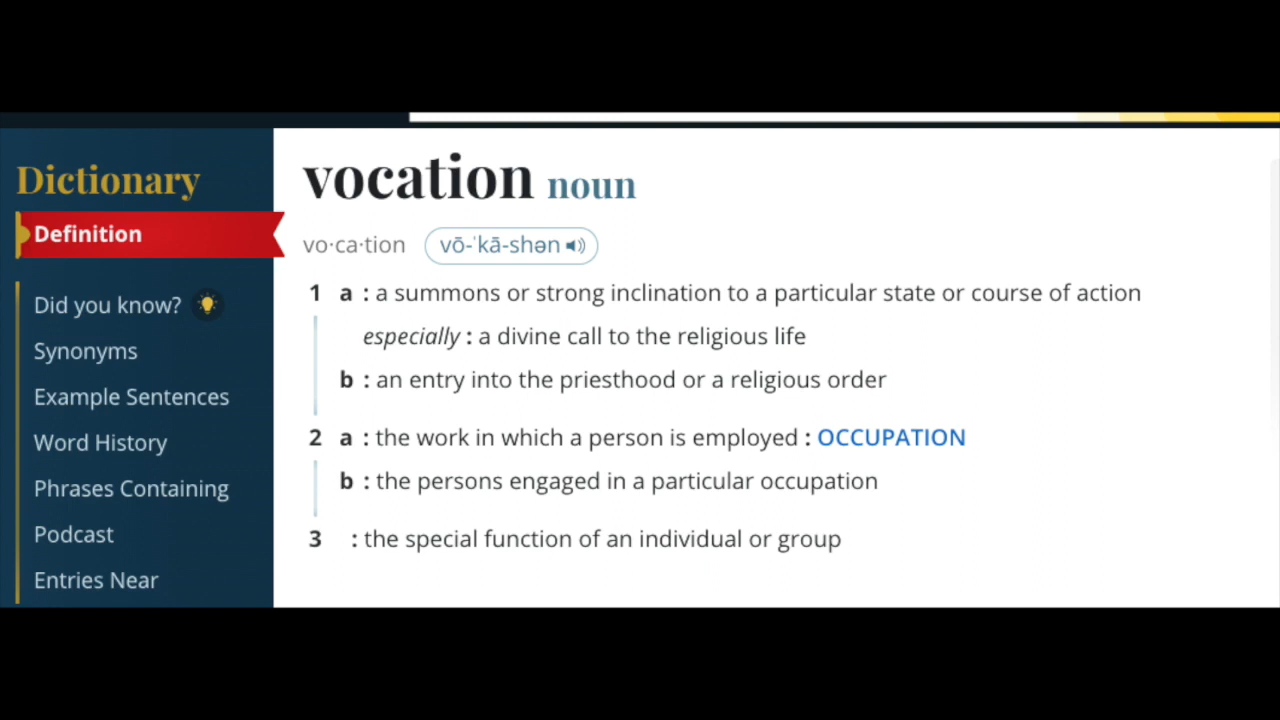 Dictionary
Definition
Did you know?
Synonyms
Example Sentences
Word History
Phrases Containing
Podcast
Entries Near
vocation noun
vo·ca·tion vō-ˈkā-shən
1 a : a summons or strong inclination to a particular state or course of action
especially : a divine call to the religious life
b : an entry into the priesthood or a religious order
2 a : the work in which a person is employed : OCCUPATION
b : the persons engaged in a particular occupation
3 : the special function of an individual or group